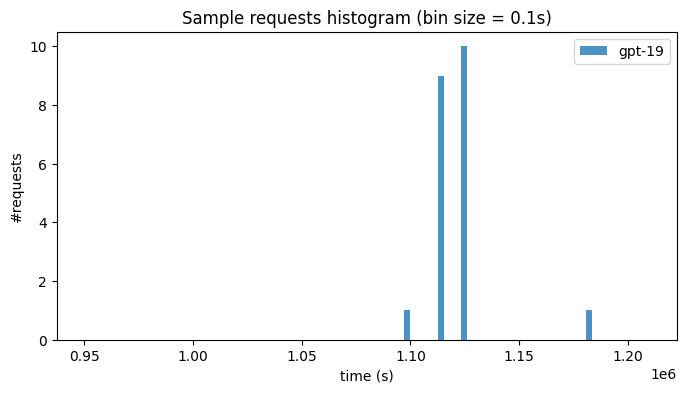 Sample requests histogram (bin size = 0.1s)
gpt-19
10
8
6
4
2
0
#requests
0.95 1.00 1.05 1.10 1.15 1.20
1e6
time (s)